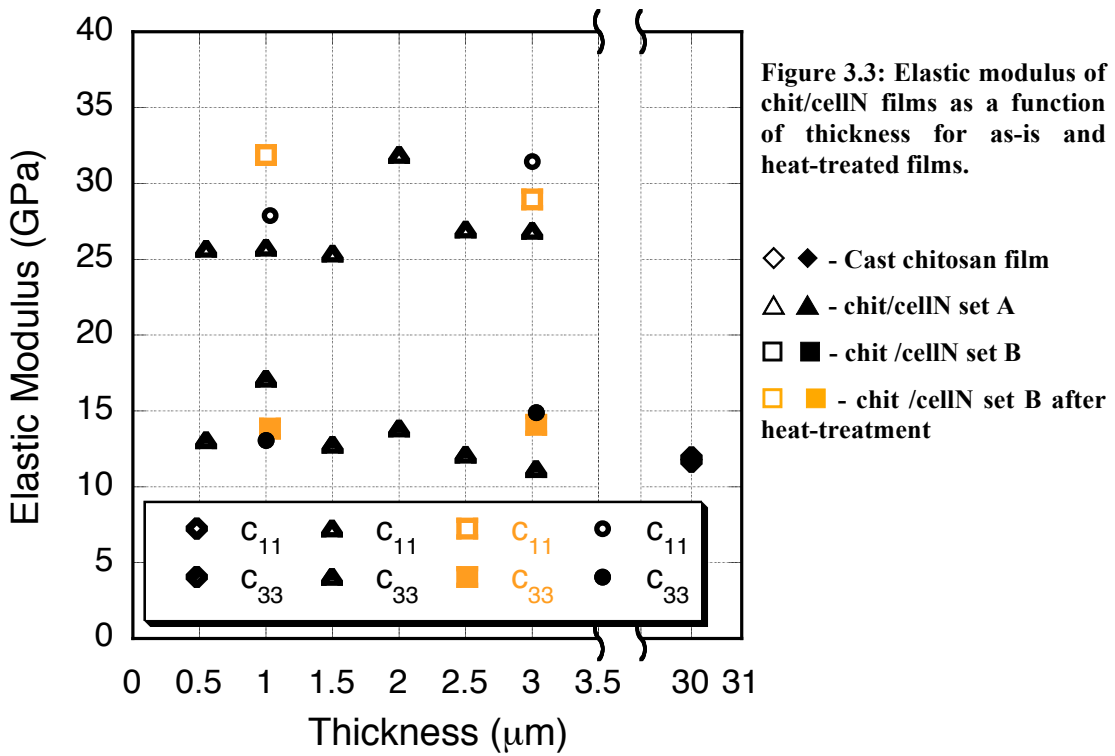 40
35
30
25
20
15
10
5
0
Elastic Modulus (GPa)
C11 C11 C11 C11
C33 C33 C33 C33
0 0.5 1 1.5 2 2.5 3 3.5 30 31
Thickness (μm)
Figure 3.3: Elastic modulus of
chit/cellN films as a function
of thickness for as-is and
heat-treated films.
- Cast chitosan film
- chit/cellN set A
- chit /cellN set B
- chit /cellN set B after
heat-treatment